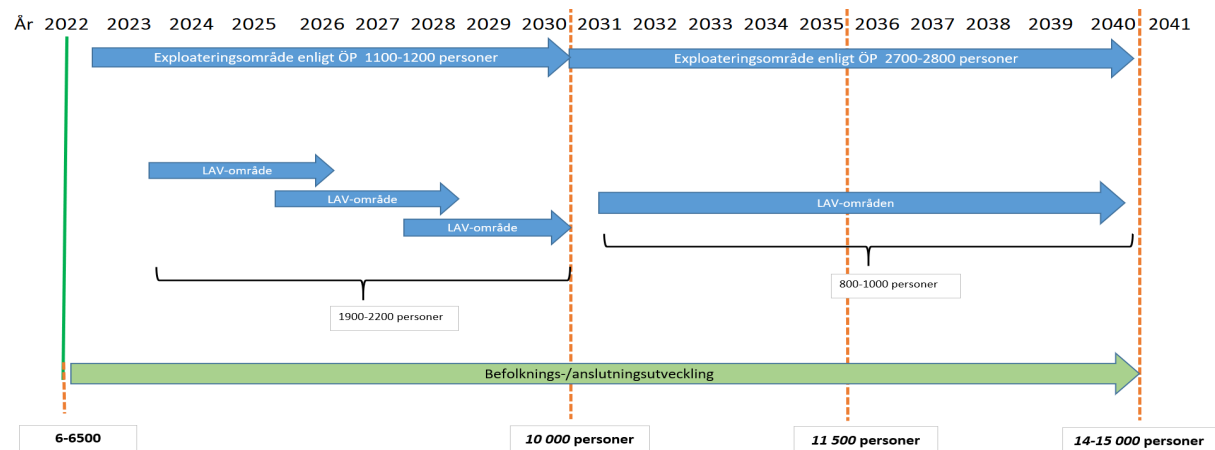 År 2022 2023 2024 2025 2026 2027 2028 2029 2030 2031 2032 2033 2034 2035 2036 2037 2038 2039 2040 2041
Exploateringsområde enligt ÖP 1100-1200 personer
Exploateringsområde enligt ÖP 2700-2800 personer
LAV-område
LAV-område
LAV-område
LAV-områden
1900-2200 personer
800-1000 personer
Befolknings-/anslutningsutveckling
6-6500
10 000 personer
11 500 personer
14-15 000 personer